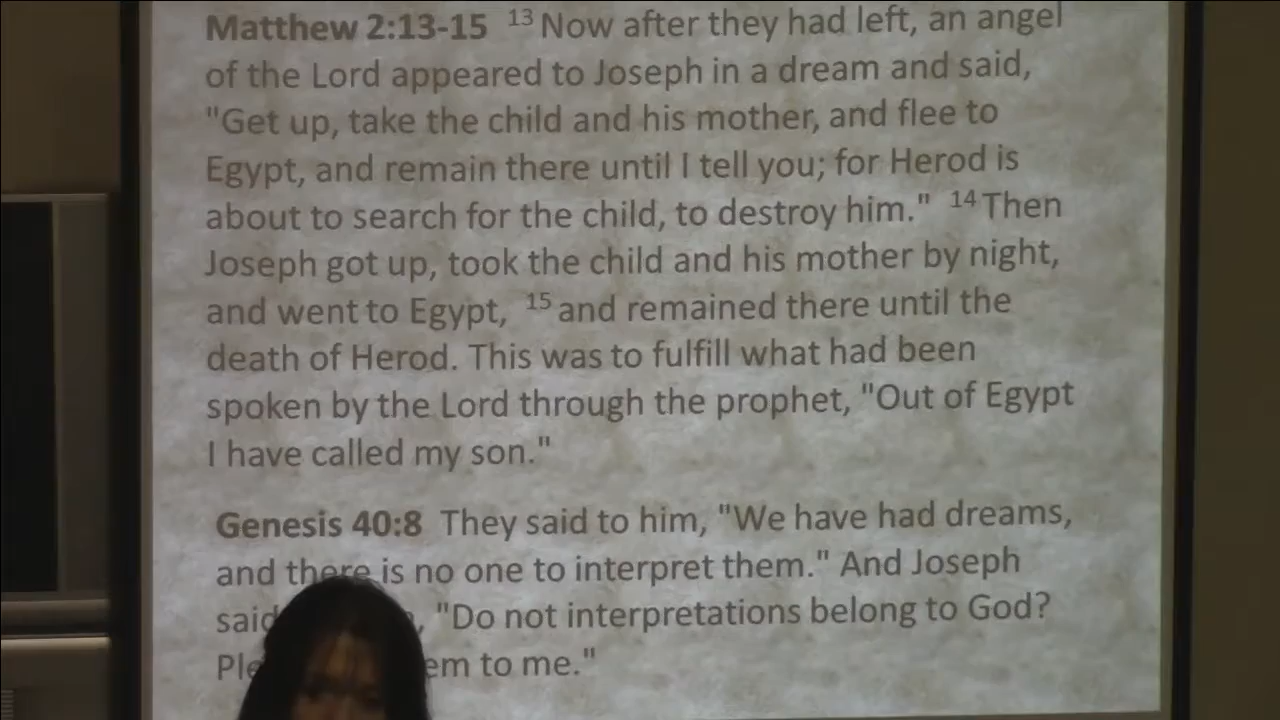 Matthew 2:13-15 13 Now after they had left, an angel
of the Lord appeared to Joseph in a dream and said,
"Get up, take the child and his mother, and flee to
Egypt, and remain there until I tell you; for Herod is
about to search for the child, to destroy him." 14 Then
Joseph got up, took the child and his mother by night,
and went to Egypt, 15 and remained there until the
death of Herod. This was to fulfill what had been
spoken by the Lord through the prophet, "Out of Egypt
I have called my son."
Genesis 40:8 They said to him, "We have had dreams,
and there is no one to interpret them." And Joseph
said , "Do not interpretations belong to God?
to me."